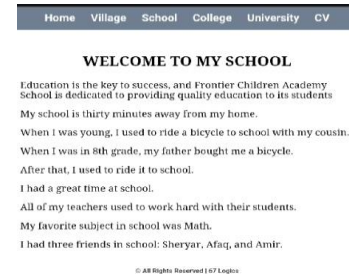 Home Village School College University CV
WELCOME TO MY SCHOOL
Education is the key to success, and Frontier Children Academy
School is dedicated to providing quality education to its students
My school is thirty minutes away from my home.
When I was young, I used to ride a bicycle to school with my cousin.
When I was in 8th grade, my father bought me a bicycle.
After that, I used to ride it to school.
I had a great time at school.
All of my teachers used to work hard with their students.
My favorite subject in school was Math.
I had three friends in school: Sheryar, Afaq, and Amir.
© All Rights Reserved | 67 Logics